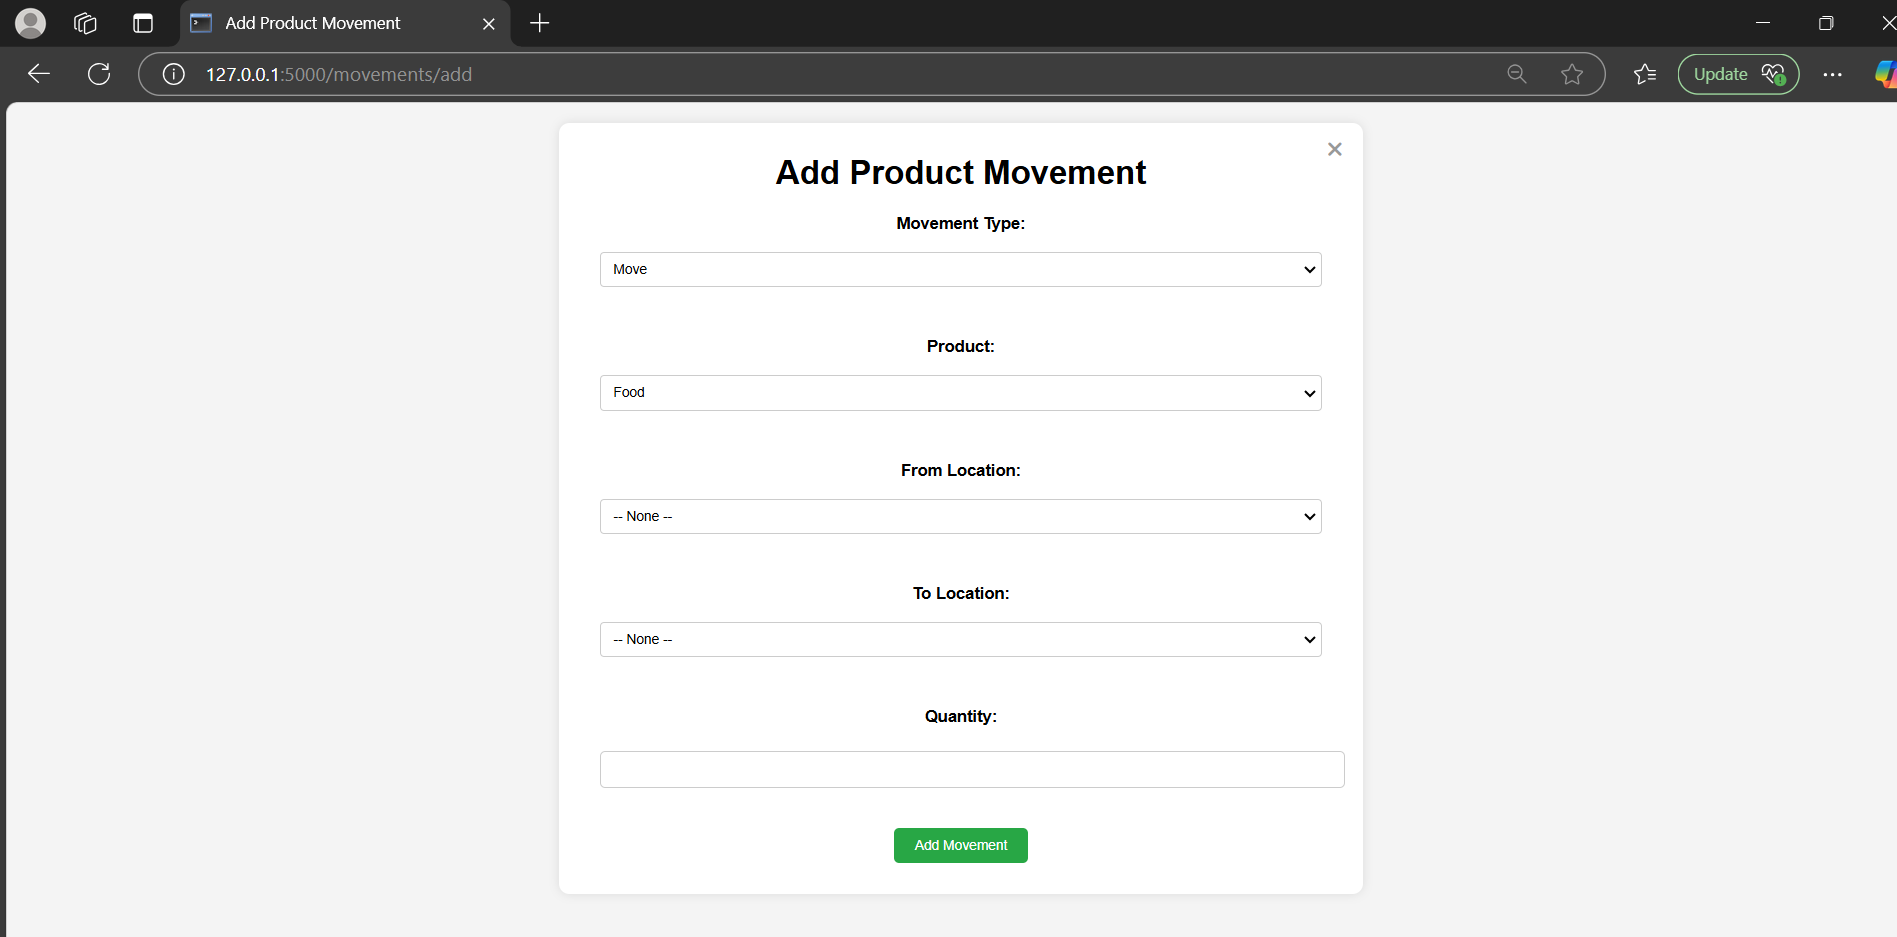 Add Product Movement
127.0.0.1:5000/movements/add
Update
Add Product Movement
Movement Type:
Move
Product:
Food
From Location:
-- None --
To Location:
-- None --
Quantity:
Add Movement